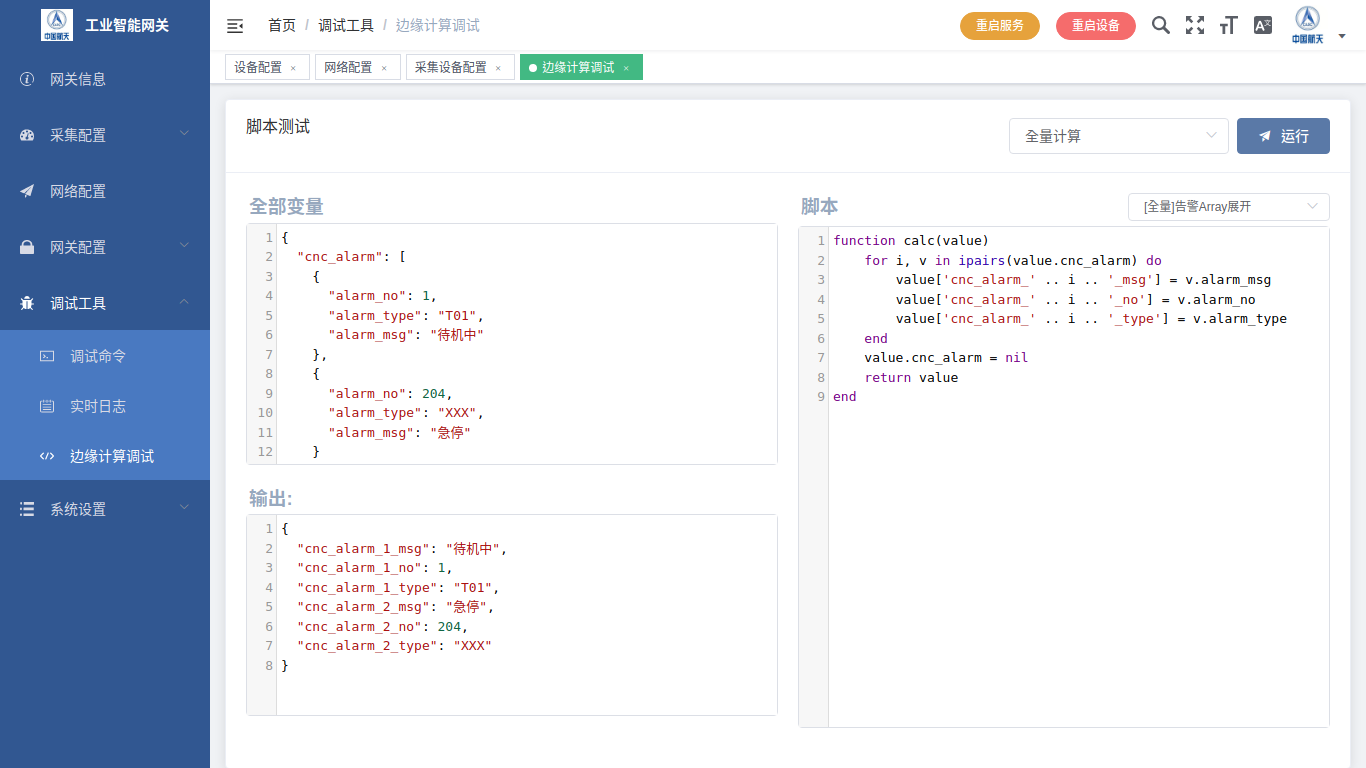 中国航天
工业智能网关
网关信息
采集配置
网络配置
网关配置
调试工具
调试命令
实时日志
边缘计算调试
系统设置
首页 / 调试工具 / 边缘计算调试
重启服务
重启设备
中国航天
设备配置 ×
网络配置 ×
采集设备配置 ×
边缘计算调试 ×
脚本测试
全量计算
运行
全部变量
1 {
2 "cnc_alarm": [
3 {
4 "alarm_no": 1,
5 "alarm_type": "T01",
6 "alarm_msg": "待机中"
7 },
8 {
9 "alarm_no": 204,
10 "alarm_type": "XXX",
11 "alarm_msg": "急停"
12 }
输出:
1 {
2 "cnc_alarm_1_msg": "待机中",
3 "cnc_alarm_1_no": 1,
4 "cnc_alarm_1_type": "T01",
5 "cnc_alarm_2_msg": "急停",
6 "cnc_alarm_2_no": 204,
7 "cnc_alarm_2_type": "XXX"
8 }
脚本
[全量]告警Array展开
1 function calc(value)
2 for i, v in ipairs(value.cnc_alarm) do
3 value['cnc_alarm_' .. i .. '_msg'] = v.alarm_msg
4 value['cnc_alarm_' .. i .. '_no'] = v.alarm_no
5 value['cnc_alarm_' .. i .. '_type'] = v.alarm_type
6 end
7 value.cnc_alarm = nil
8 return value
9 end